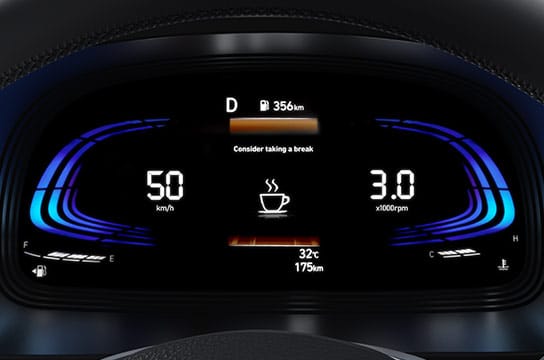 D 356km
Consider taking a break
50
km/h
3.0
x1000rpm
F
E
C
H
32℃
175km